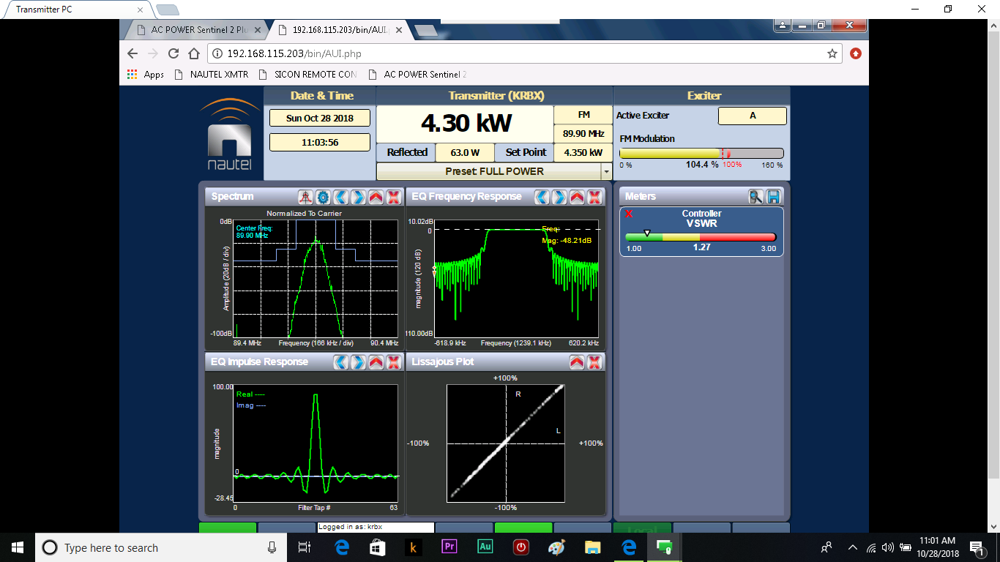 Transmitter PC
AC POWER Sentinel 2 Plu
192.168.115.203/bin/AUI.
192.168.115.203/bin/AUI.php
Apps
NAUTEL XMTR
SICON REMOTE CON
AC POWER Sentinel 2
nautel
Date & Time
Sun Oct 28 2018
11:03:56
Transmitter (KRBX)
4.30 kW
FM
89.90 MHz
Reflected
63.0 W
Set Point
4.350 kW
Preset: FULL POWER
Exciter
Active Exciter
A
FM Modulation
0 %
104.4 %
100%
160 %
Spectrum
Normalized To Carrier
0dB
Center Freq:
89.90 MHz
Amplitude (20dB / div)
-100dB
89.4 MHz
Frequency (166 kHz / div)
90.4 MHz
EQ Frequency Response
10.02dB
0
Freq:
Mag: -48.21dB
magnitude (120 dB)
110.00dB
-618.9 kHz
Frequency (1239.1 kHz)
620.2 kHz
EQ Impulse Response
100.00
Real ----
Imag ----
magnitude
0
-28.45
0
Filter Tap #
63
Lissajous Plot
+100%
R
L
-100%
+100%
-100%
Meters
X
Controller
VSWR
1.00
1.27
3.00
Logged in as: krbx
Local
Type here to search
k
Pr
Au
11:01 AM
10/28/2018
1